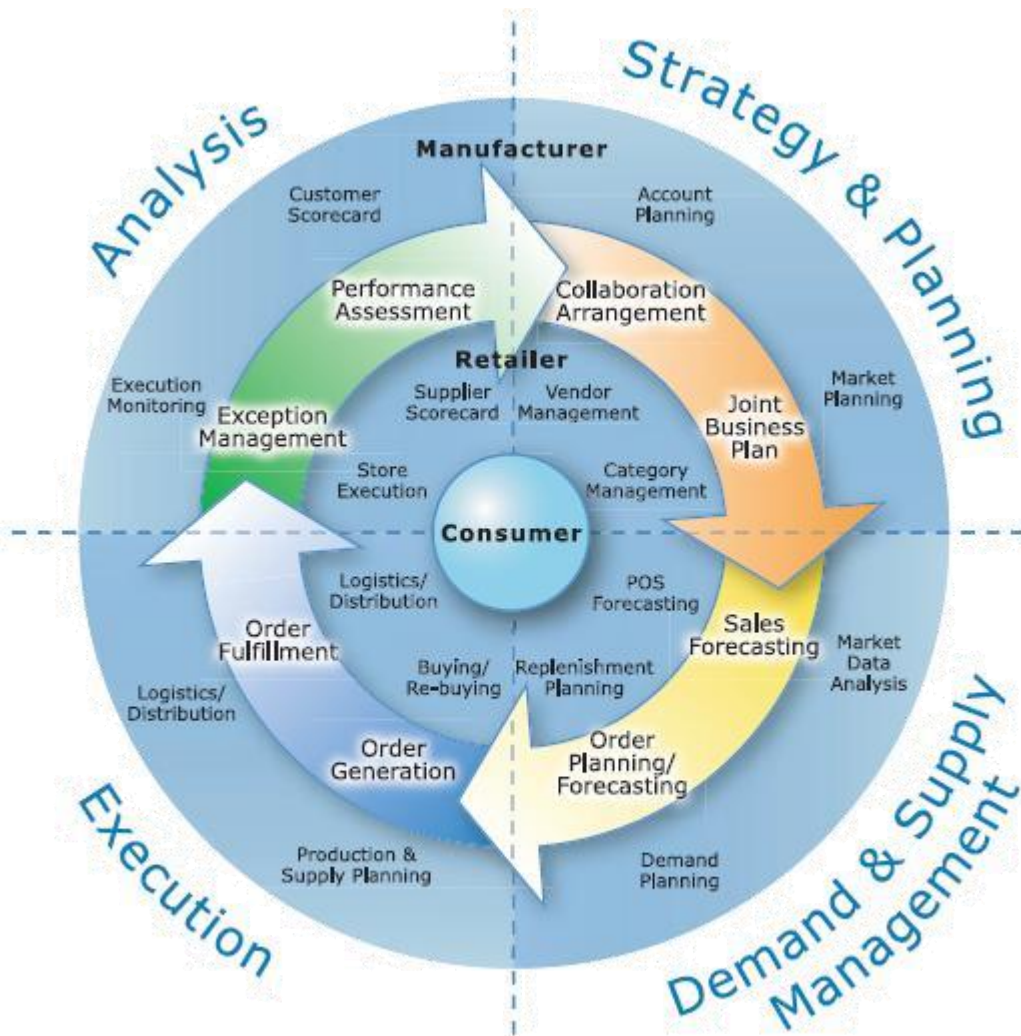 Analysis
Strategy & Planning
Manufacturer
Customer
Scorecard
Account
Planning
Performance
Assessment
Collaboration
Arrangement
Retailer
Execution
Monitoring
Exception
Management
Supplier
Scorecard
Vendor
Management
Joint
Business
Plan
Market
Planning
Store
Execution
Category
Management
Consumer
Logistics/
Distribution
POS
Forecasting
Order
Fulfillment
Sales
Forecasting
Market
Data
Analysis
Buying/
Re-buying
Replenishment
Planning
Logistics/
Distribution
Order
Generation
Order
Planning/
Forecasting
Production &
Supply Planning
Demand
Planning
Execution
Demand & Supply
Management